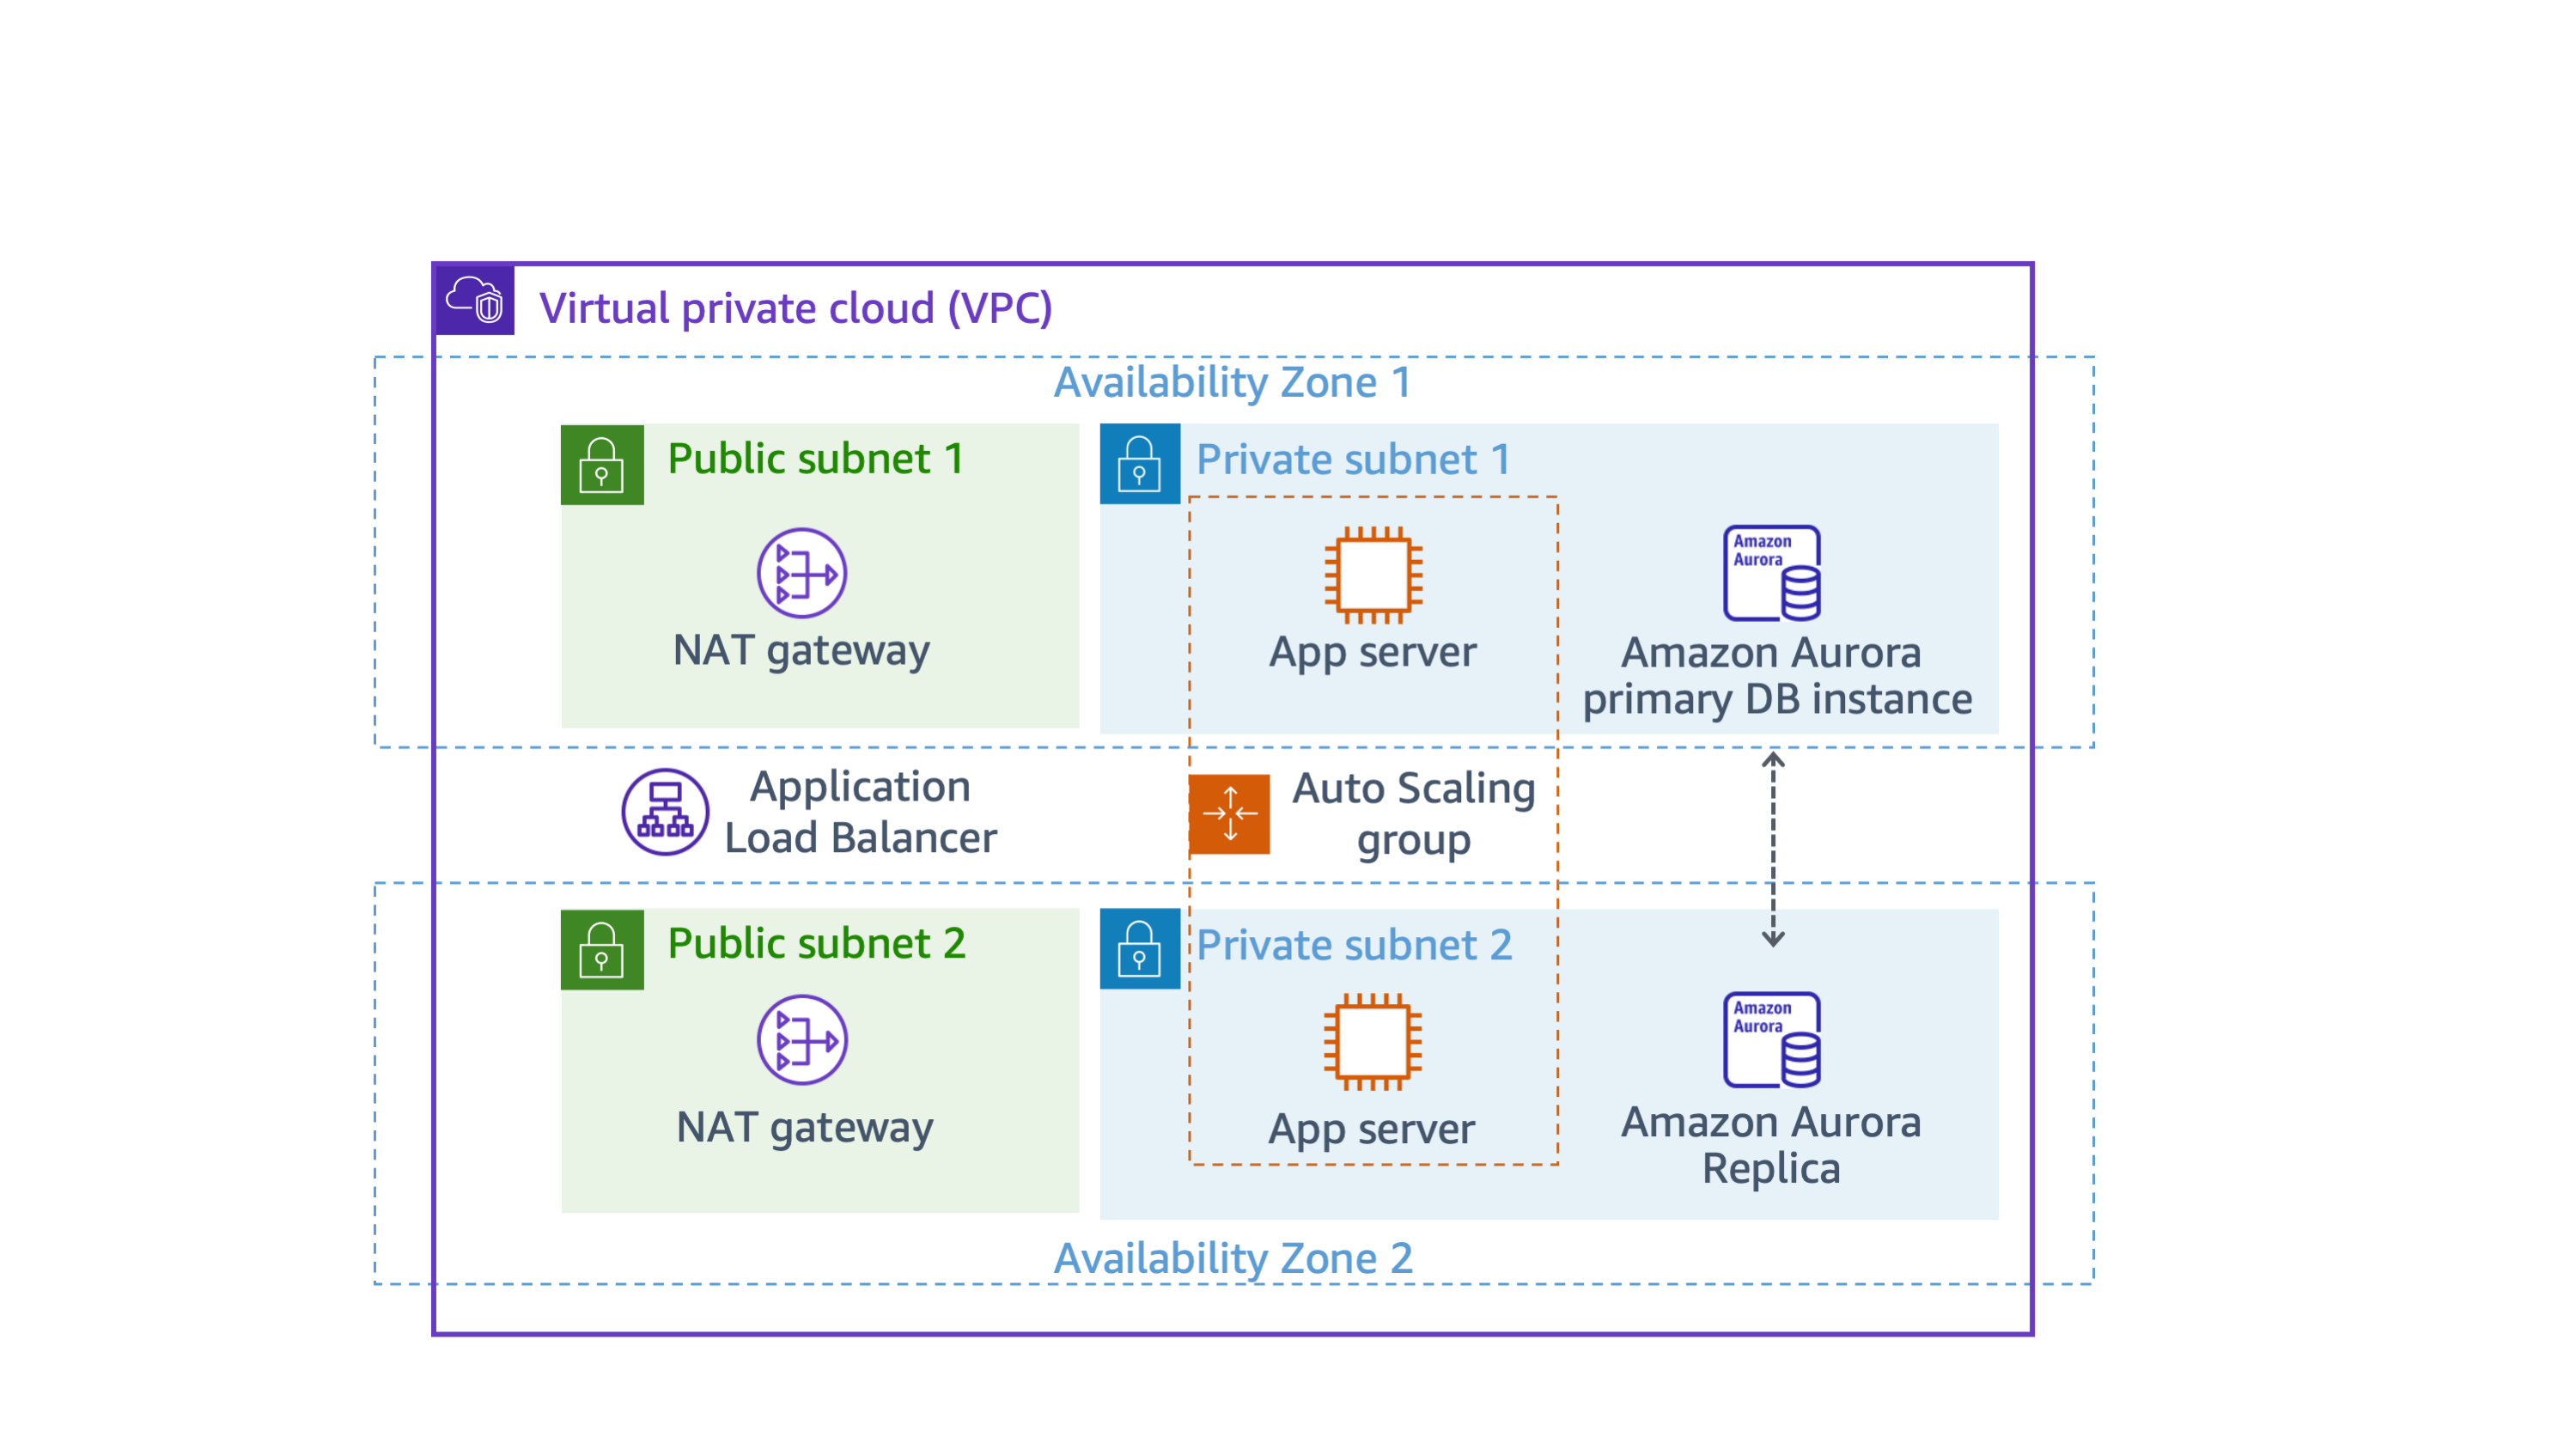 Virtual private cloud (VPC)
Availability Zone 1
Public subnet 1
Private subnet 1
Amazon
Aurora
NAT gateway
App server
Amazon Aurora
primary DB instance
Application
Load Balancer
Auto Scaling
group
Public subnet 2
Private subnet 2
Amazon
Aurora
NAT gateway
App server
Amazon Aurora
Replica
Availability Zone 2